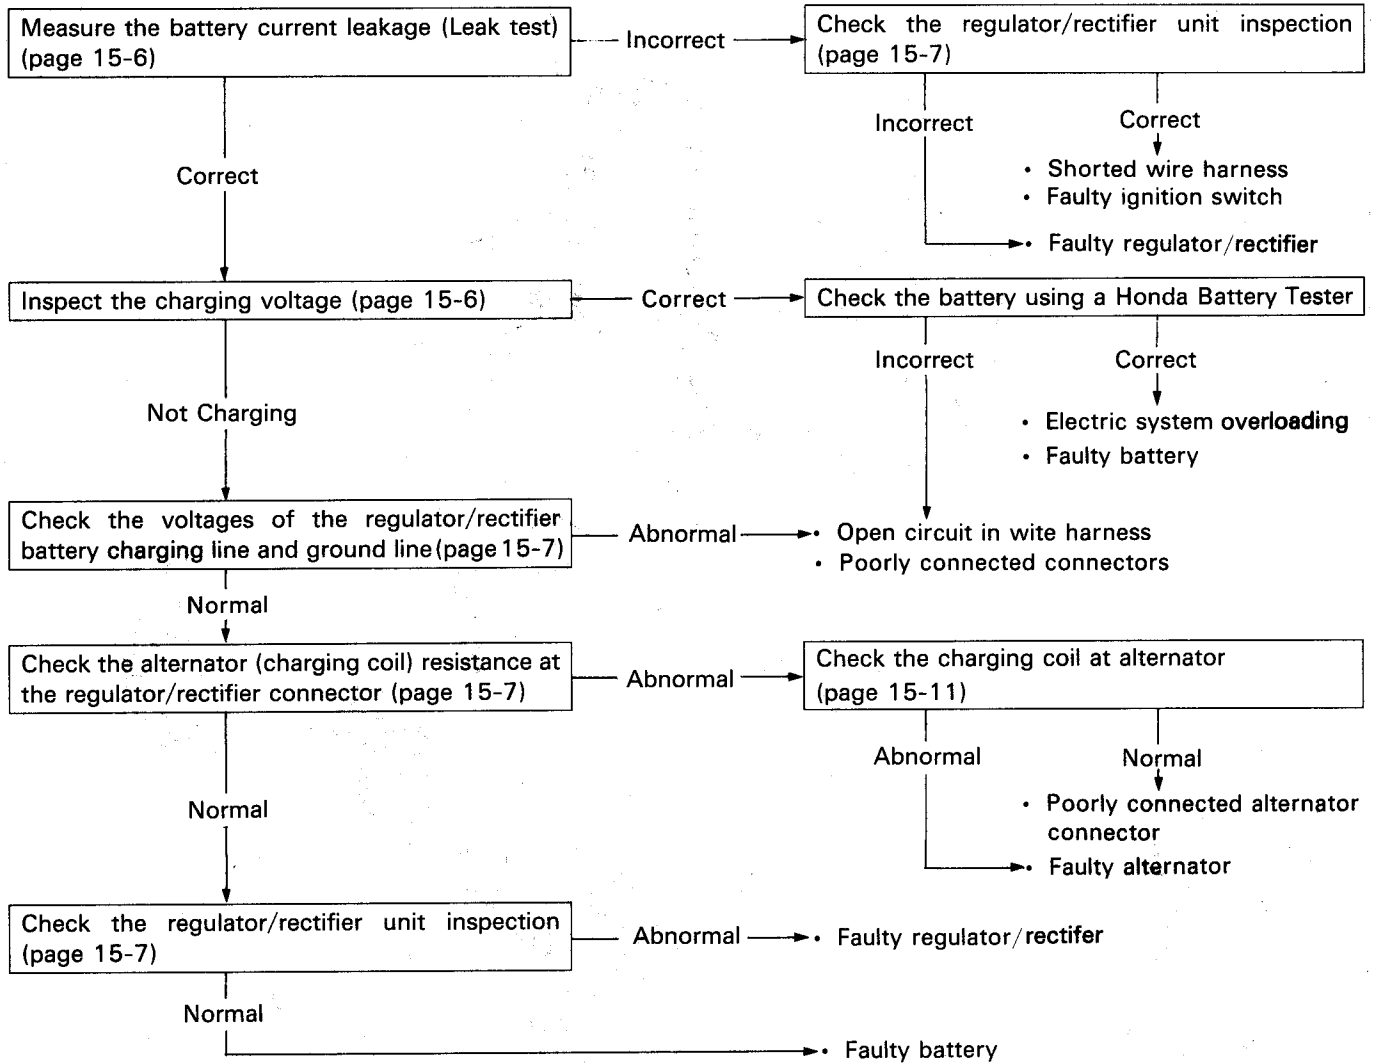 Measure the battery current leakage (Leak test)
(page 15-6)
Incorrect
Check the regulator/rectifier unit inspection
(page 15-7)
Incorrect
Correct
Correct
• Shorted wire harness
• Faulty ignition switch
• Faulty regulator/rectifier
Inspect the charging voltage (page 15-6)
Correct
Check the battery using a Honda Battery Tester
Incorrect
Correct
Not Charging
• Electric system overloading
• Faulty battery
Check the voltages of the regulator/rectifier
battery charging line and ground line (page 15-7)
Abnormal
• Open circuit in wite harness
• Poorly connected connectors
Normal
Check the alternator (charging coil) resistance at
the regulator/rectifier connector (page 15-7)
Abnormal
Check the charging coil at alternator
(page 15-11)
Abnormal
Normal
Normal
• Poorly connected alternator
connector
• Faulty alternator
Check the regulator/rectifier unit inspection
(page 15-7)
Abnormal
• Faulty regulator/rectifer
Normal
• Faulty battery